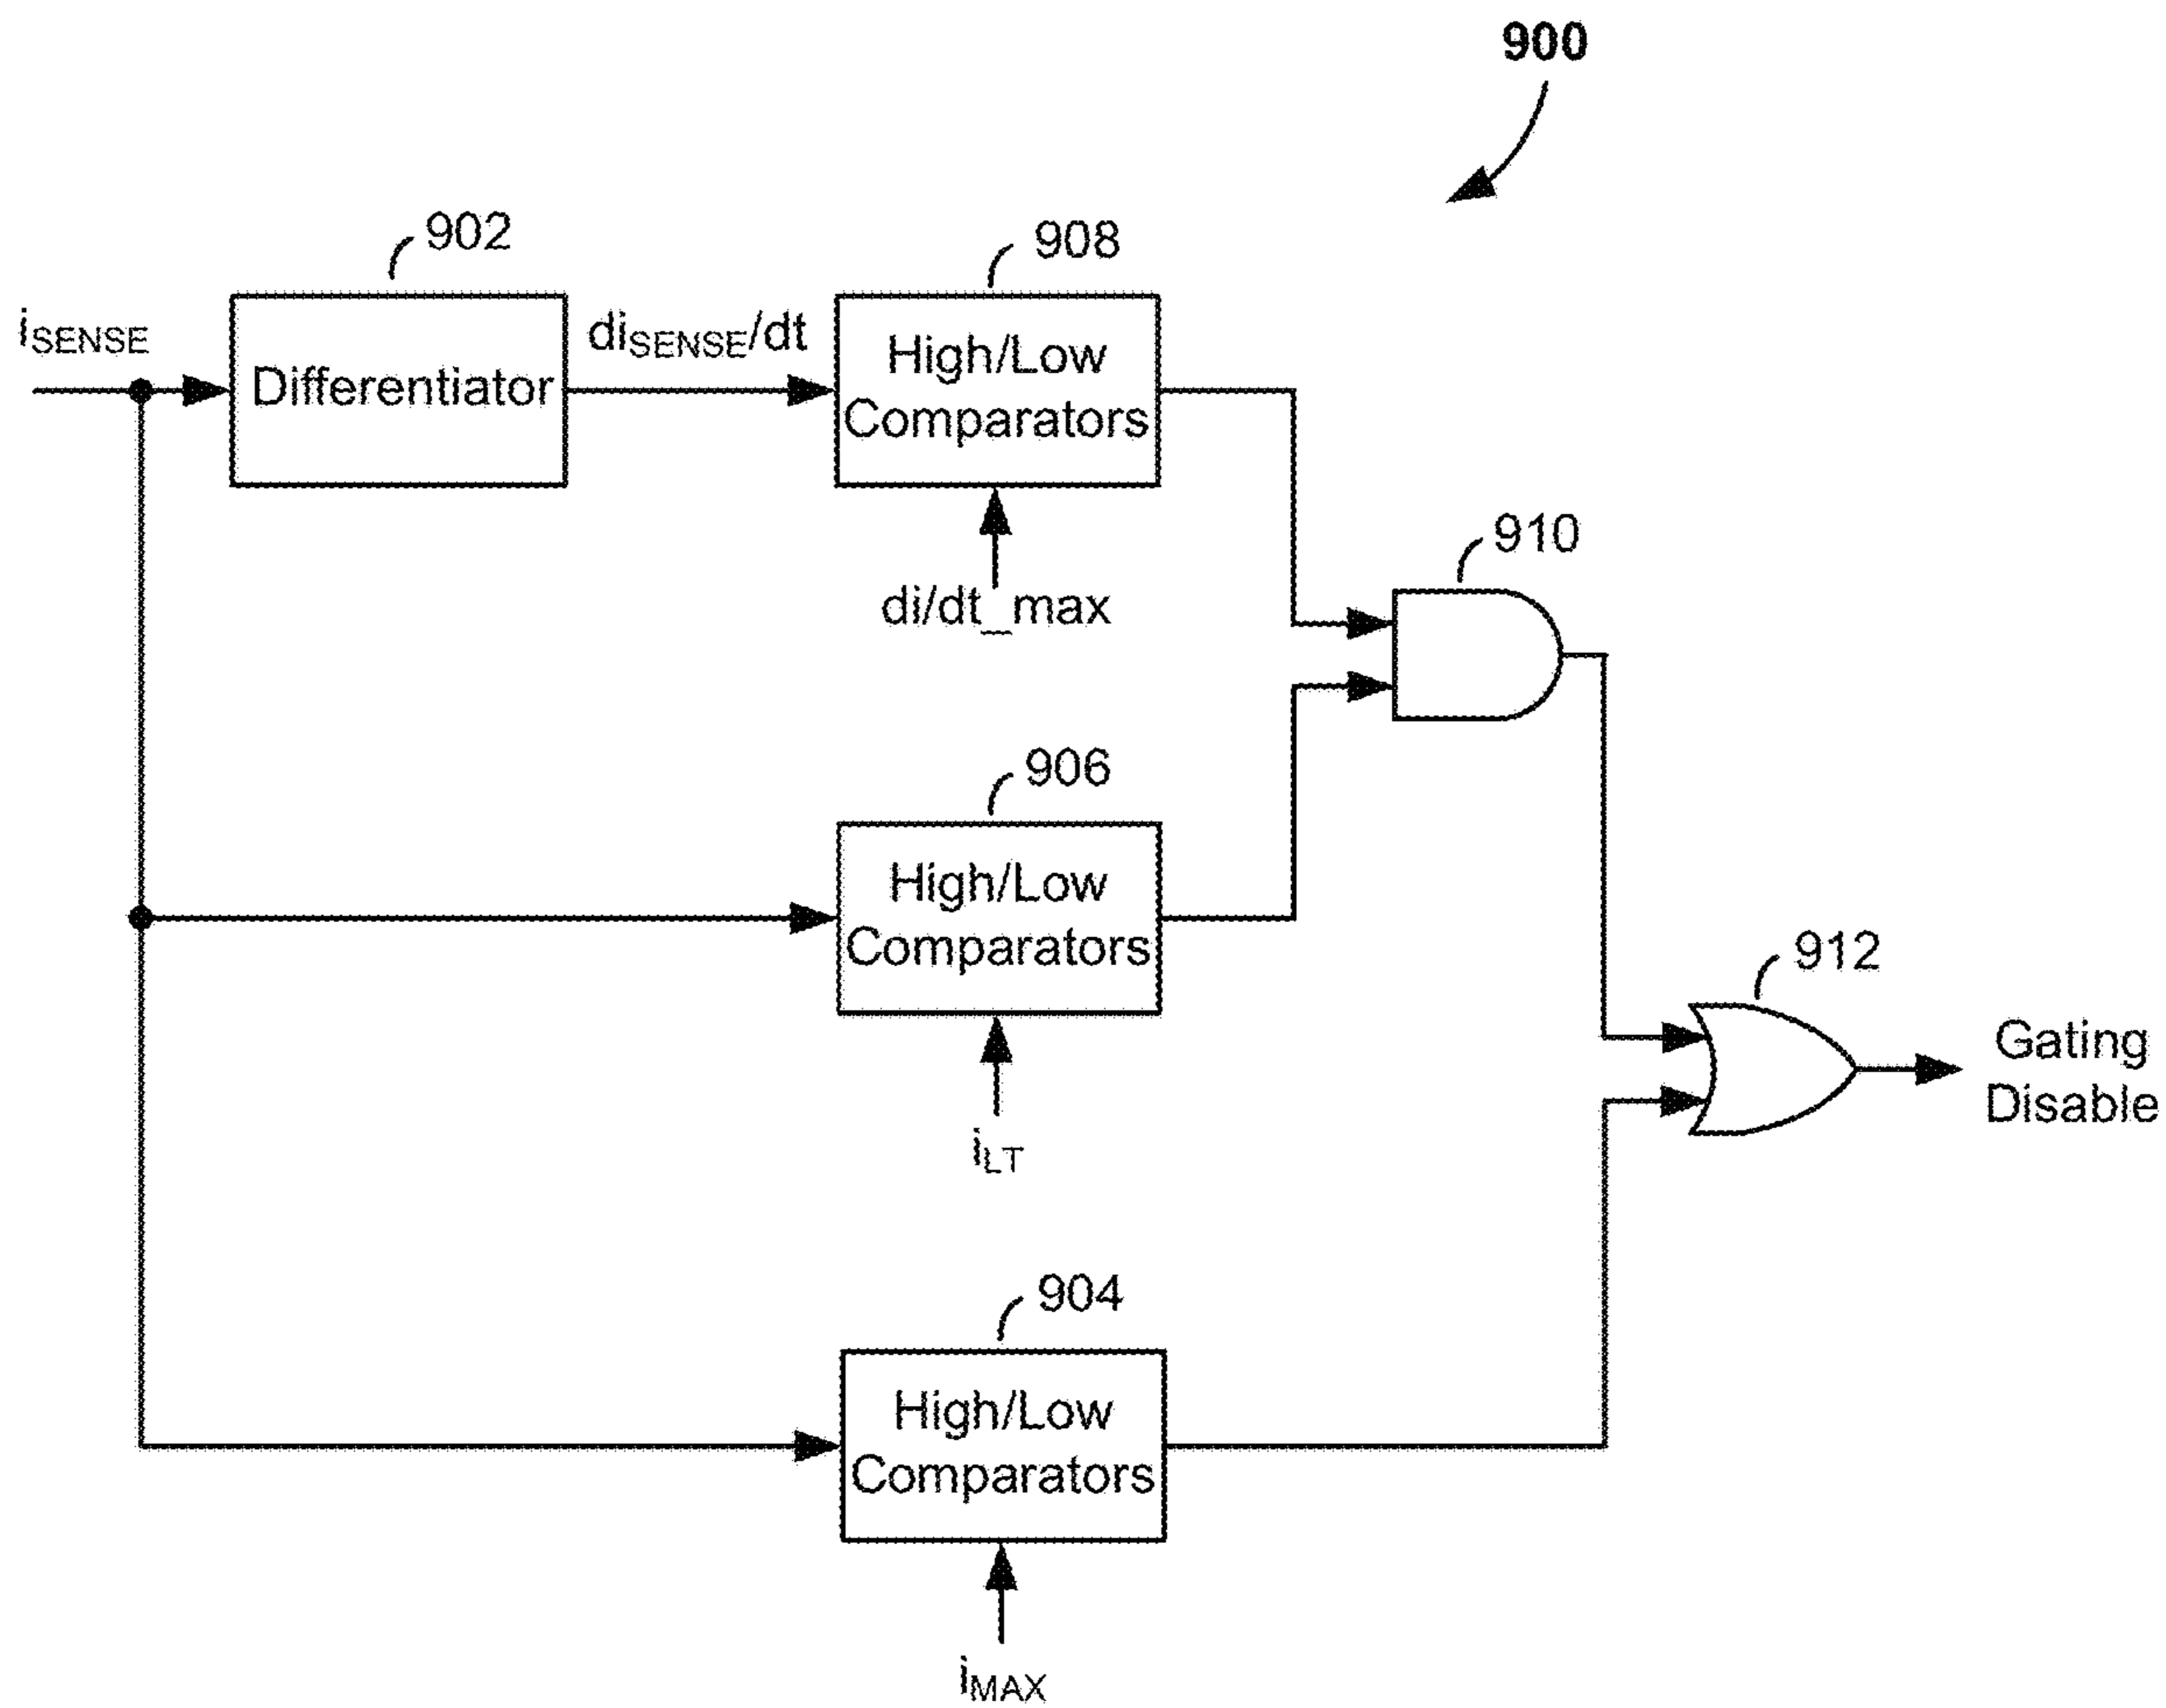 900
902
908
iSENSE
Differentiator
diSENSE/dt
High/Low
Comparators
di/dt_max
910
906
High/Low
Comparators
iLT
912
Gating
Disable
904
High/Low
Comparators
iMAX